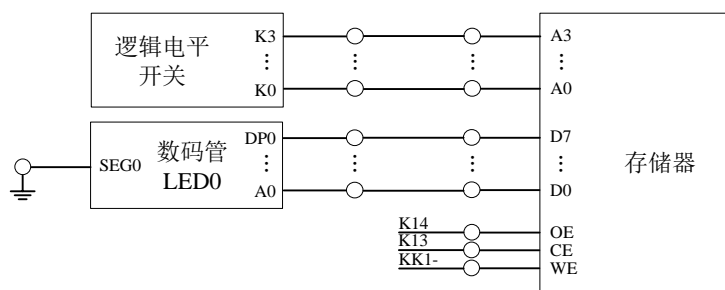 逻辑电平
开关
K3
⋮
K0
A3
⋮
A0
SEG0
数码管
LED0
DP0
⋮
A0
D7
⋮
D0
存储器
K14
K13
KK1-
OE
CE
WE